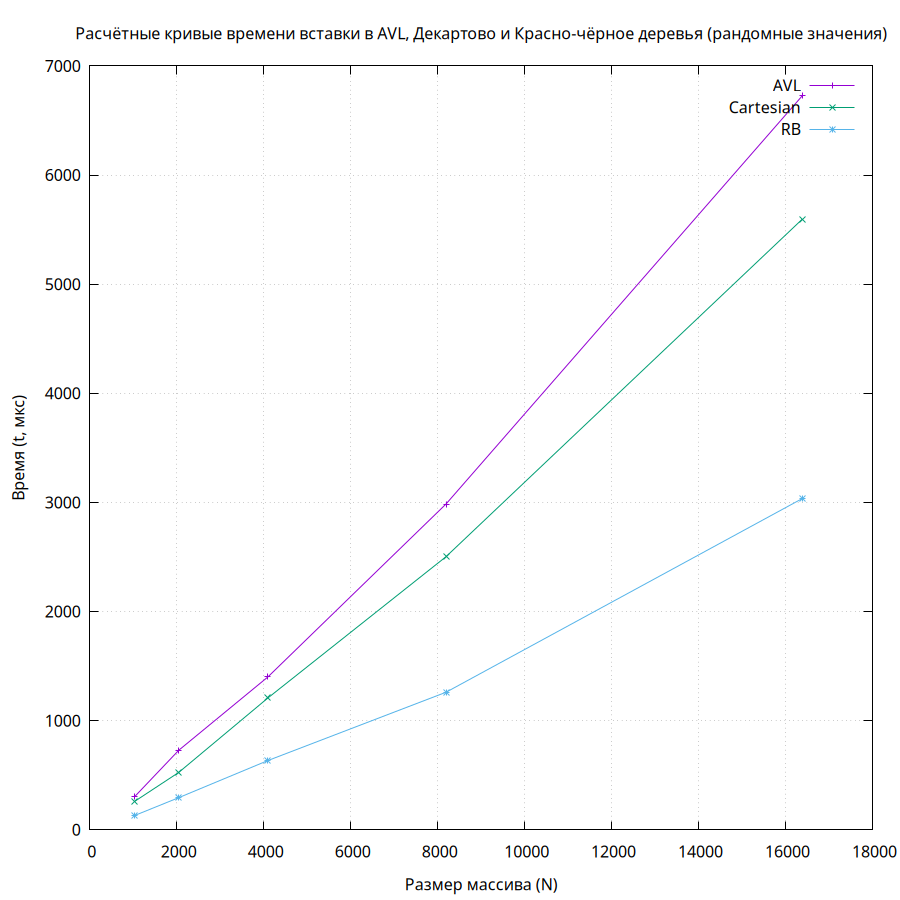 Расчётные кривые времени вставки в AVL, Декартово и Красно-чёрное деревья (рандомные значения)
7000
6000
5000
4000
3000
2000
1000
0
AVL
Cartesian
RB
Время (t, мкс)
0 2000 4000 6000 8000 10000 12000 14000 16000 18000
Размер массива (N)